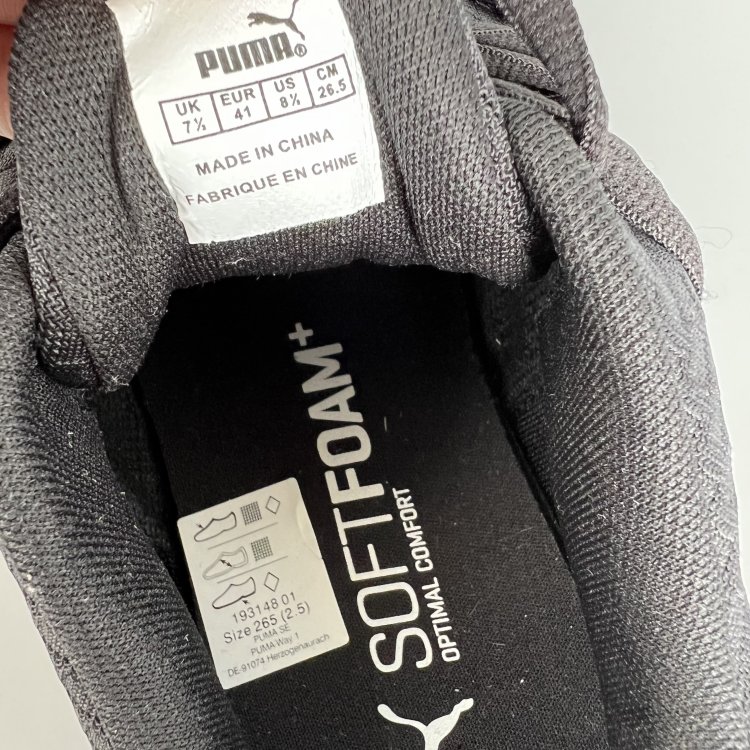 PUMA®
UK EUR US CM
7½ 41 8½ 26.5
MADE IN CHINA
FABRIQUE EN CHINE
SOFTFOAM+
OPTIMAL COMFORT
193148 01
Size 265 (2.5)
PUMA SE
PUMA Way 1
DE-91074 Herzogenaurach